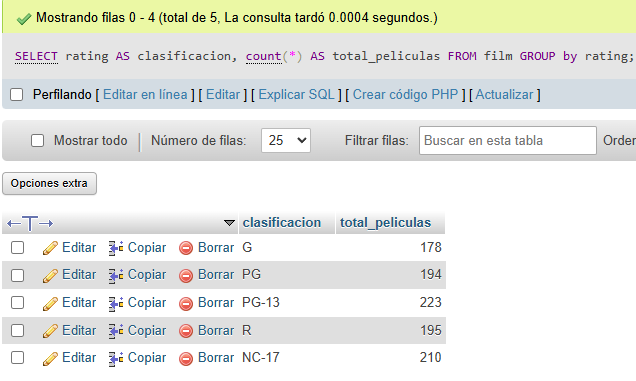 Mostrando filas 0 - 4 (total de 5, La consulta tardó 0.0004 segundos.)
SELECT rating AS clasificacion, count(*) AS total_peliculas FROM film GROUP by rating;
Perfilando [ Editar en línea ] [ Editar ] [ Explicar SQL ] [ Crear código PHP ] [ Actualizar ]
Mostrar todo Número de filas: 25 Filtrar filas: Buscar en esta tabla Orden
Opciones extra
clasificacion total_peliculas
Editar Copiar Borrar G 178
Editar Copiar Borrar PG 194
Editar Copiar Borrar PG-13 223
Editar Copiar Borrar R 195
Editar Copiar Borrar NC-17 210